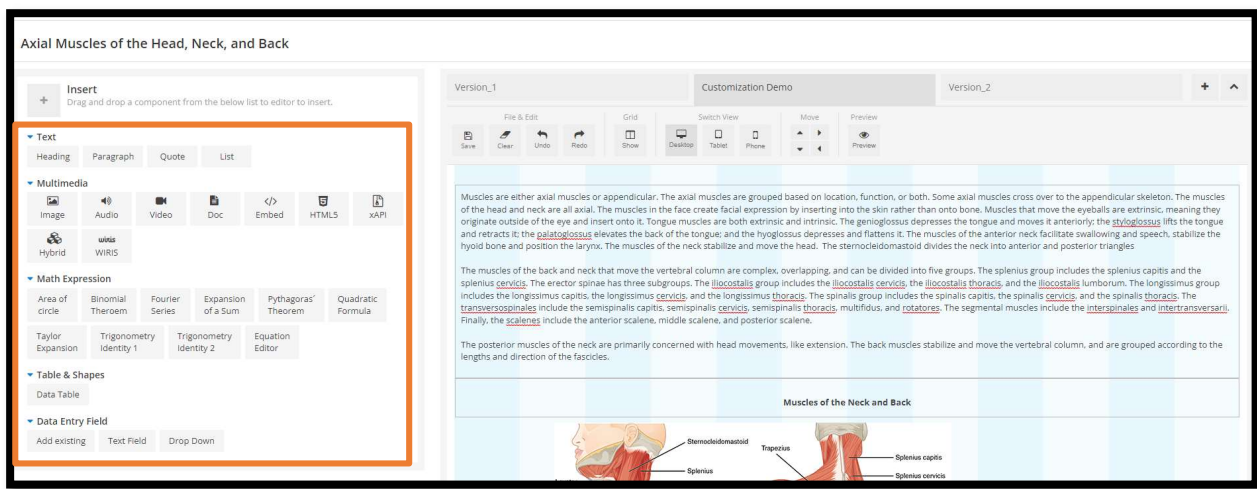 Axial Muscles of the Head, Neck, and Back
Insert
Drag and drop a component from the below list to editor to insert.
Text
Heading Paragraph Quote List
Multimedia
Image Audio Video Doc Embed HTML5 xAPI
Hybrid WIRIS WIRIS
Math Expression
Area of circle Binomial Theroem Fourier Series Expansion of a Sum Pythagoras´ Theorem Quadratic Formula
Taylor Expansion Trigonometry Identity 1 Trigonometry Identity 2 Equation Editor
Table & Shapes
Data Table
Data Entry Field
Add existing Text Field Drop Down
Version_1 Customization Demo Version_2
File & Edit Grid Switch View Move Preview
Save Clear Undo Redo Show Desktop Tablet Phone Preview
Muscles are either axial muscles or appendicular. The axial muscles are grouped based on location, function, or both. Some axial muscles cross over to the appendicular skeleton. The muscles
of the head and neck are all axial. The muscles in the face create facial expression by inserting into the skin rather than onto bone. Muscles that move the eyeballs are extrinsic, meaning they
originate outside of the eye and insert onto it. Tongue muscles are both extrinsic and intrinsic. The genioglossus depresses the tongue and moves it anteriorly; the styloglossus lifts the tongue
and retracts it; the palatoglossus elevates the back of the tongue; and the hyoglossus depresses and flattens it. The muscles of the anterior neck facilitate swallowing and speech, stabilize the
hyoid bone and position the larynx. The muscles of the neck stabilize and move the head. The sternocleidomastoid divides the neck into anterior and posterior triangles
The muscles of the back and neck that move the vertebral column are complex, overlapping, and can be divided into five groups. The splenius group includes the splenius capitis and the
splenius cervicis. The erector spinae has three subgroups. The iliocostalis group includes the iliocostalis cervicis, the iliocostalis thoracis, and the iliocostalis lumborum. The longissimus group
includes the longissimus capitis, the longissimus cervicis, and the longissimus thoracis. The spinalis group includes the spinalis capitis, the spinalis cervicis, and the spinalis thoracis. The
transversospinales include the semispinalis capitis, semispinalis cervicis, semispinalis thoracis, multifidus, and rotatores. The segmental muscles include the interspinales and intertransversarii.
Finally, the scalenes include the anterior scalene, middle scalene, and posterior scalene.
The posterior muscles of the neck are primarily concerned with head movements, like extension. The back muscles stabilize and move the vertebral column, and are grouped according to the
lengths and direction of the fascicles.
Muscles of the Neck and Back
Sternocleidomastoid Trapezius Splenius capitis
Splenius Splenius cervicis